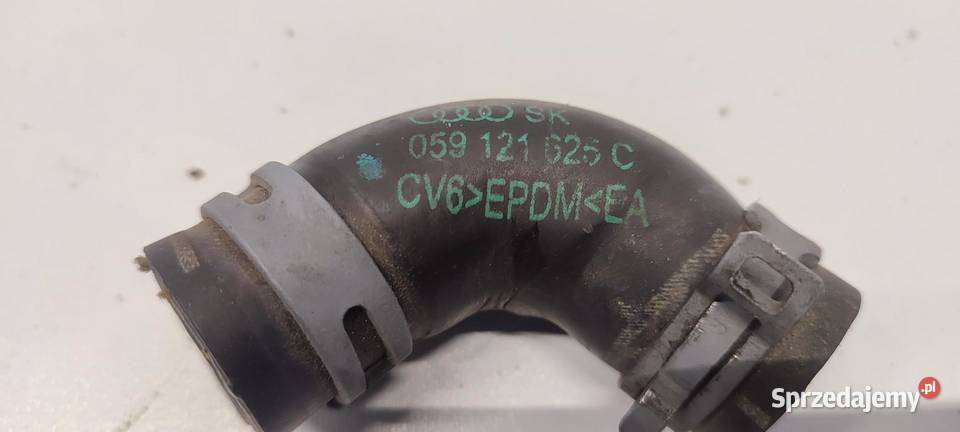 SK
059 121 625 C
CV6>EPDM<EA
Sprzedajemy.pl